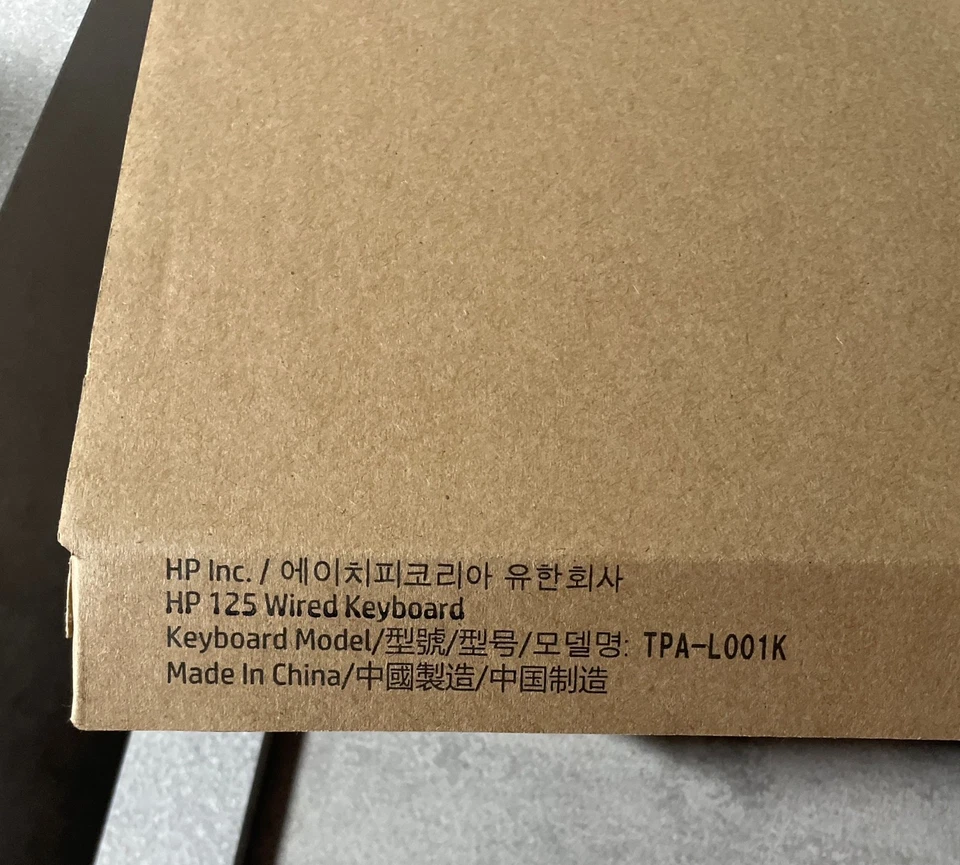 HP Inc. / 에이치피코리아 유한회사
HP 125 Wired Keyboard
Keyboard Model/型號/型号/모델명: TPA-L001K
Made In China/中國製造/中国制造